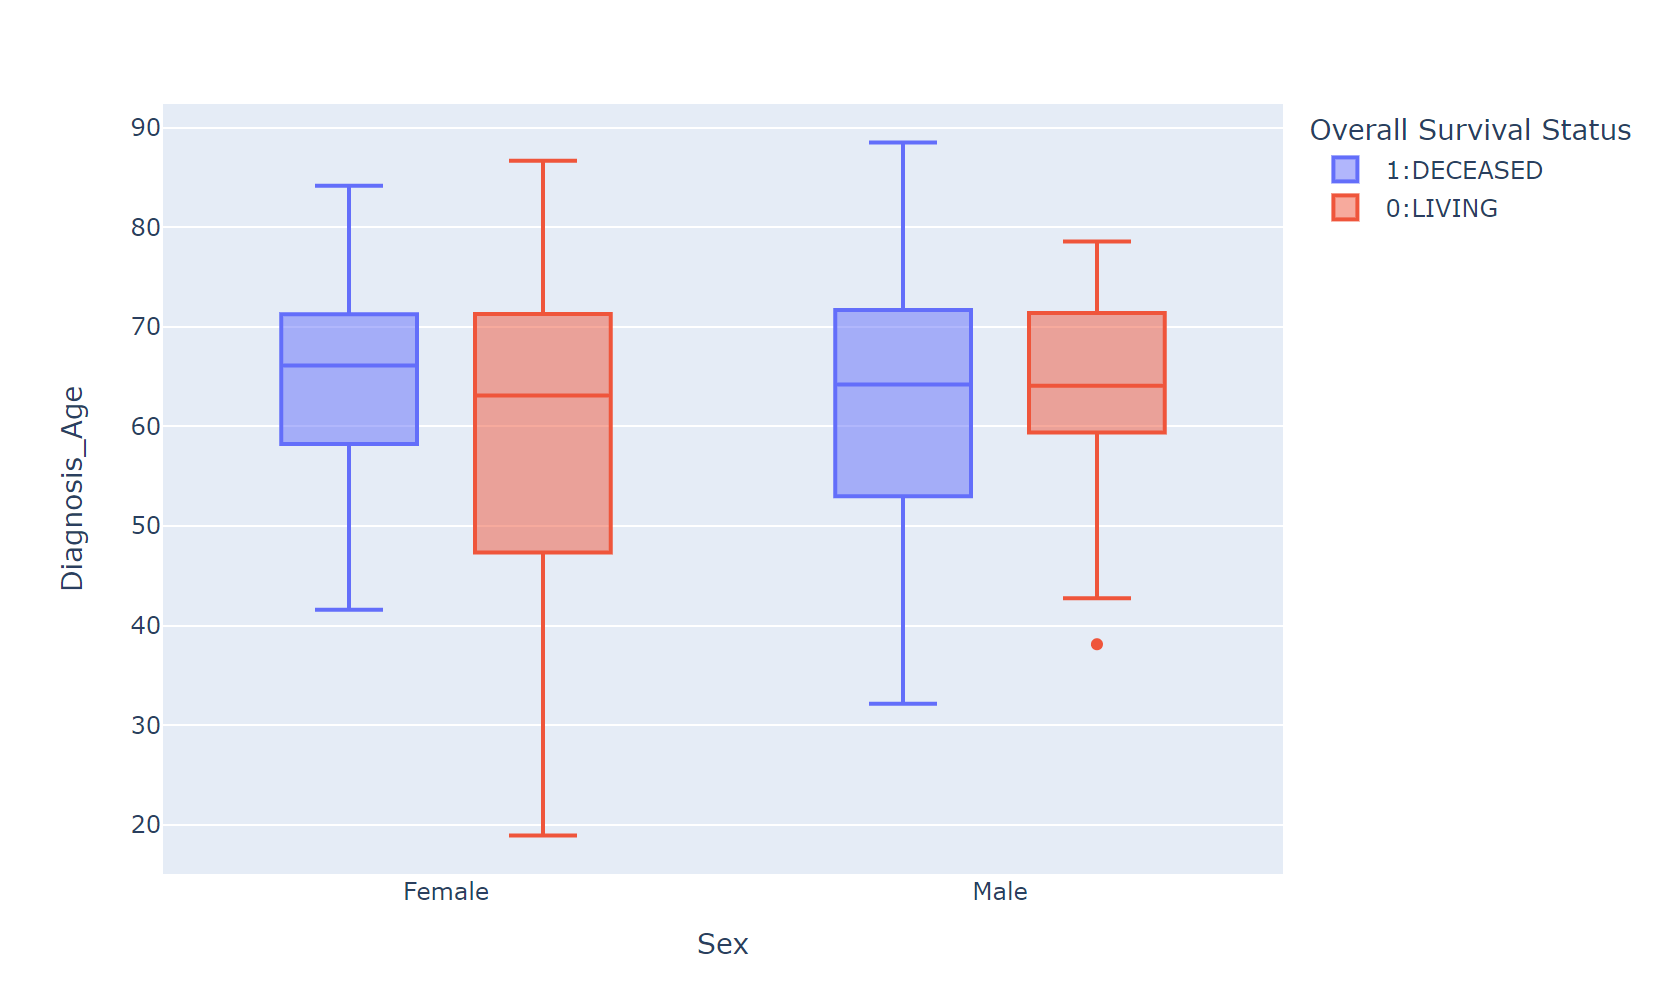 Overall Survival Status
1:DECEASED
0:LIVING
Diagnosis_Age
90
80
70
60
50
40
30
20
Female
Male
Sex